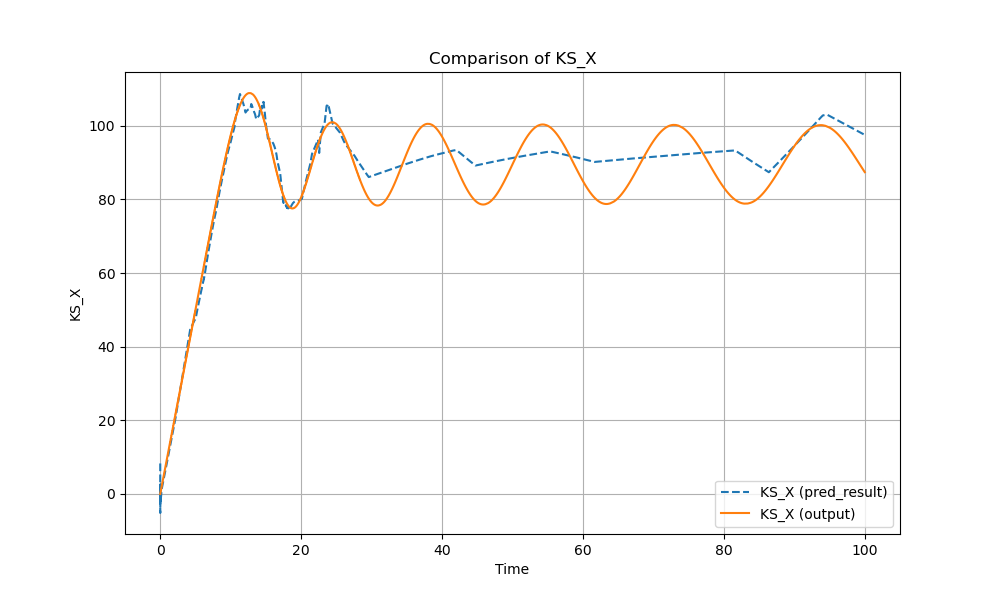 Comparison of KS_X
KS_X
100
80
60
40
20
0
0 20 40 60 80 100
Time
KS_X (pred_result)
KS_X (output)